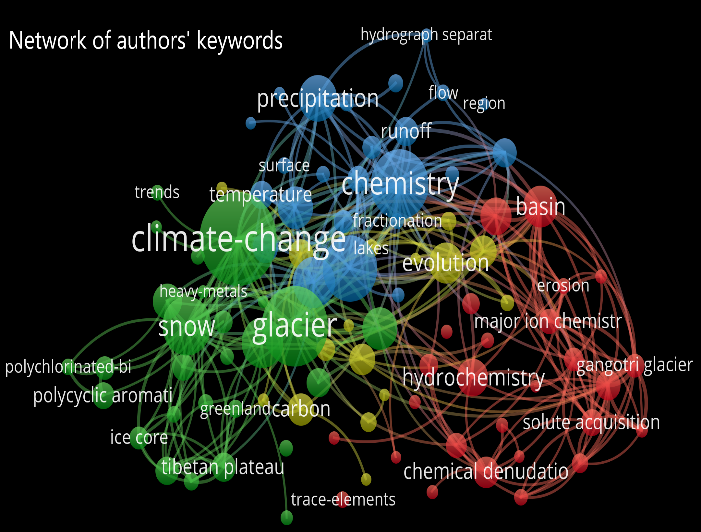 Network of authors' keywords
hydrograph separat
precipitation
flow
region
runoff
surface
chemistry
trends
temperature
basin
fractionation
climate-change
lakes
evolution
erosion
heavy-metals
snow
glacier
major ion chemistr
polychlorinated-bi
gangotri glacier
hydrochemistry
polycyclic aromati
greenland
carbon
solute acquisition
ice core
tibetan plateau
chemical denudatio
trace-elements